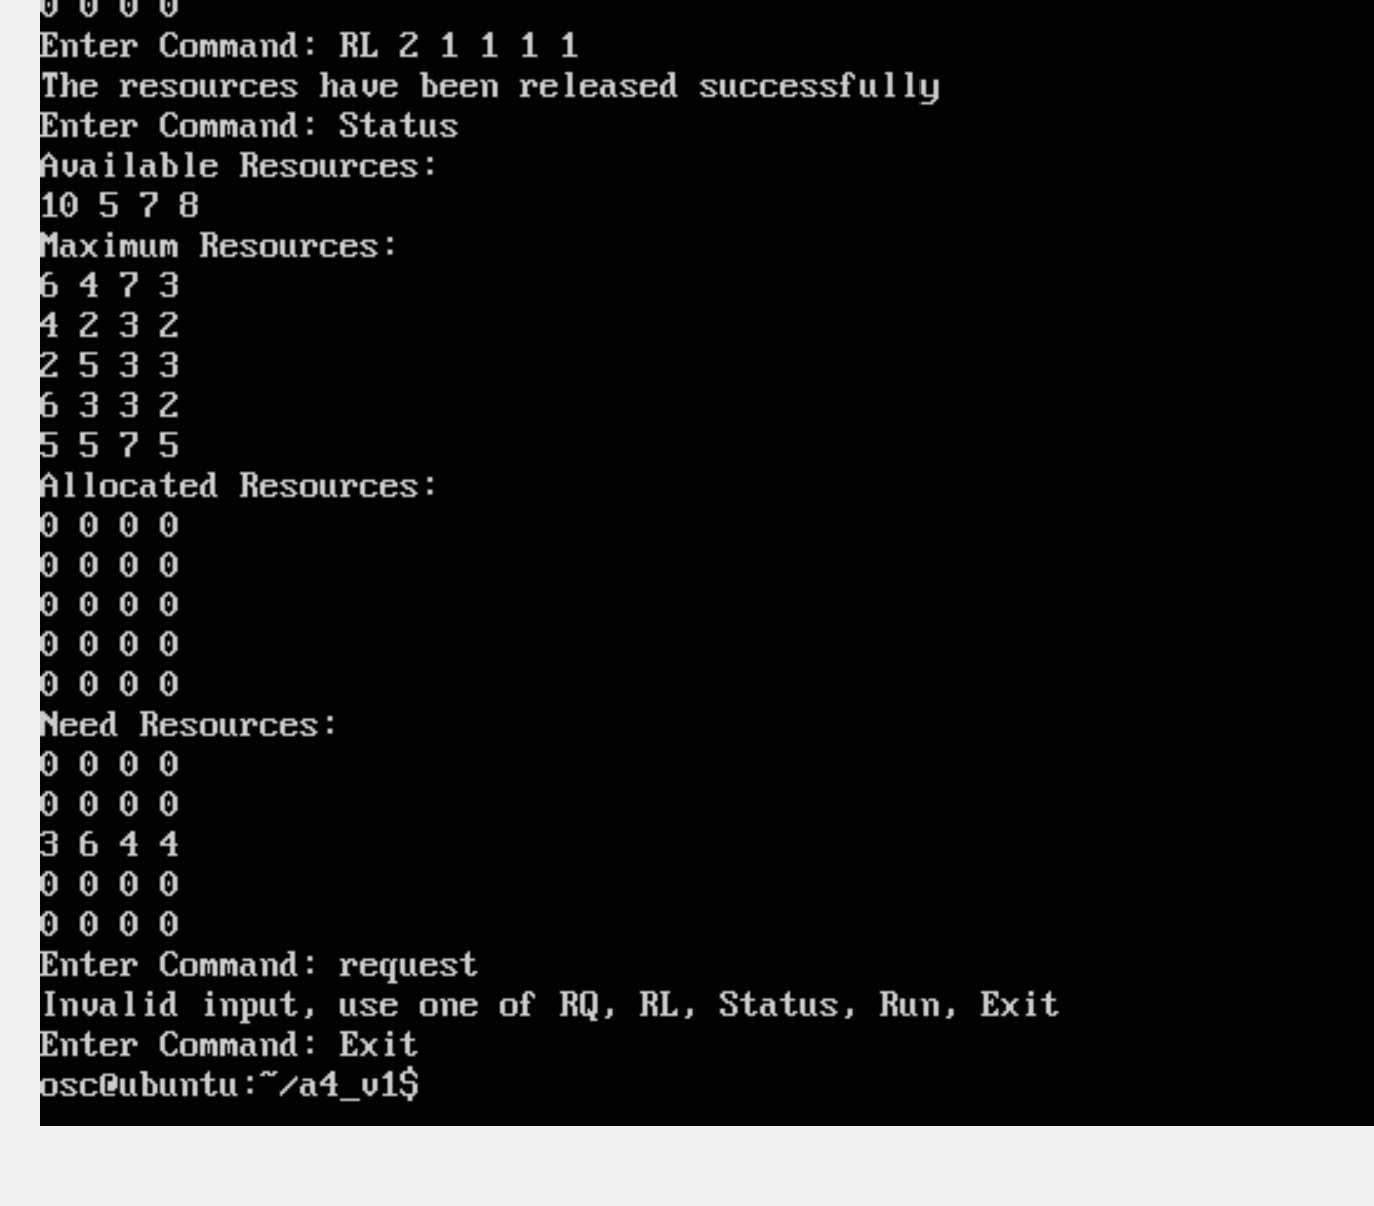 0 0 0 0
Enter Command: RL 2 1 1 1 1
The resources have been released successfully
Enter Command: Status
Available Resources:
10 5 7 8
Maximum Resources:
6 4 7 3
4 2 3 2
2 5 3 3
6 3 3 2
5 5 7 5
Allocated Resources:
0 0 0 0
0 0 0 0
0 0 0 0
0 0 0 0
0 0 0 0
Need Resources:
0 0 0 0
0 0 0 0
3 6 4 4
0 0 0 0
0 0 0 0
Enter Command: request
Invalid input, use one of RQ, RL, Status, Run, Exit
Enter Command: Exit
osc@ubuntu:~/a4_v1$